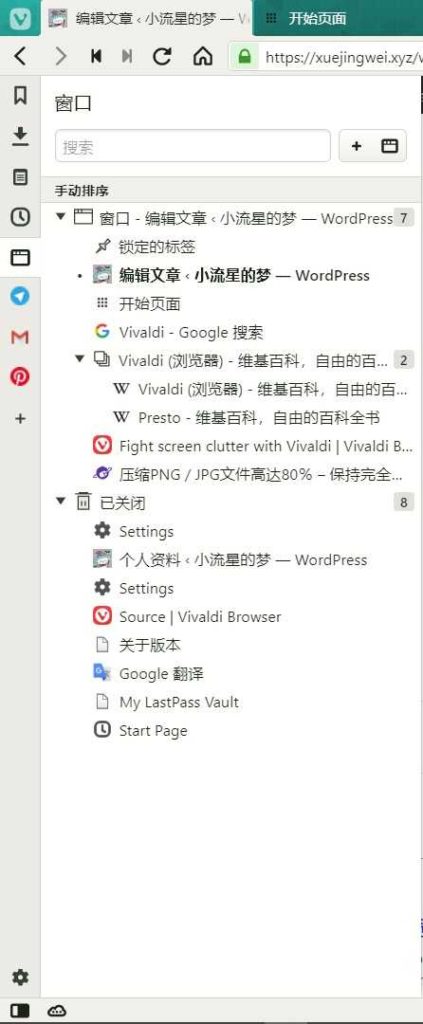 编辑文章 ‹ 小流星的梦 — W
开始页面
https://xuejingwei.xyz/
窗口
搜索
手动排序
窗口 - 编辑文章 ‹ 小流星的梦 — WordPress 7
锁定的标签
编辑文章 ‹ 小流星的梦 — WordPress
开始页面
Vivaldi - Google 搜索
Vivaldi (浏览器) - 维基百科，自由的百... 2
Vivaldi (浏览器) - 维基百科，自由的百...
Presto - 维基百科，自由的百科全书
Fight screen clutter with Vivaldi | Vivaldi B...
压缩PNG / JPG文件高达80% – 保持完全...
已关闭 8
Settings
个人资料 ‹ 小流星的梦 — WordPress
Settings
Source | Vivaldi Browser
关于版本
Google 翻译
My LastPass Vault
Start Page